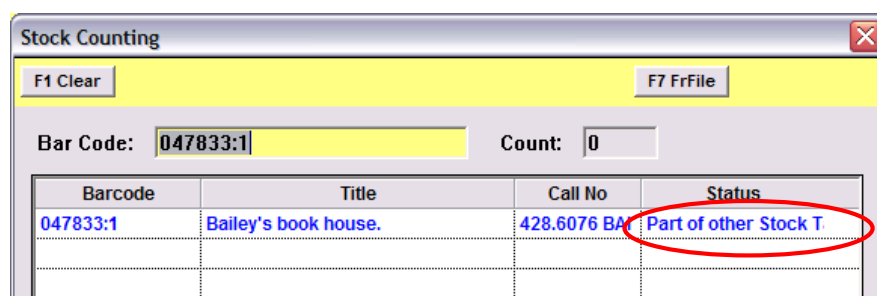 Stock Counting
F1 Clear F7 FrFile
Bar Code: 047833:1 Count: 0
Barcode Title Call No Status
047833:1 Bailey's book house. 428.6076 BAI Part of other Stock T